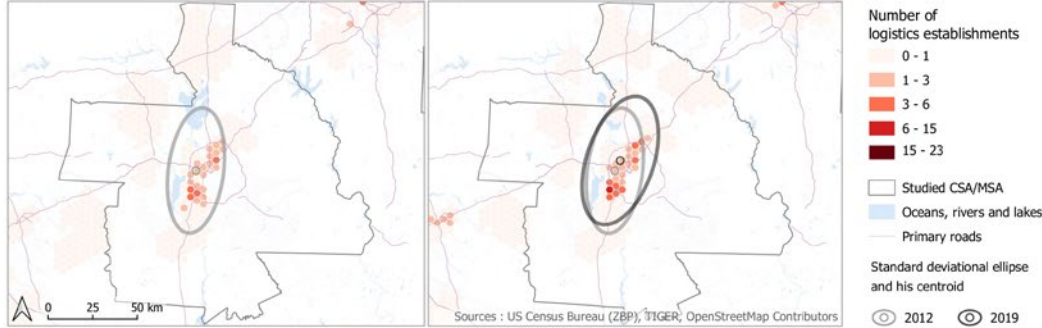 Number of
logistics establishments
0 - 1
1 - 3
3 - 6
6 - 15
15 - 23
Studied CSA/MSA
Oceans, rivers and lakes
Primary roads
Standard deviational ellipse
and his centroid
2012 2019
0 25 50 km
Sources : US Census Bureau (ZBP), TIGER, OpenStreetMap Contributors